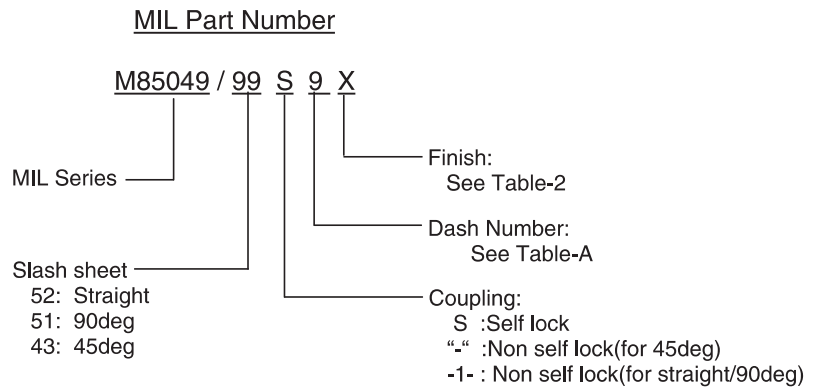 MIL Part Number
M85049 / 99 S 9 X
MIL Series
Finish:
See Table-2
Dash Number:
See Table-A
Slash sheet
52: Straight
51: 90deg
43: 45deg
Coupling:
S :Self lock
“-“ :Non self lock(for 45deg)
-1- : Non self lock(for straight/90deg)